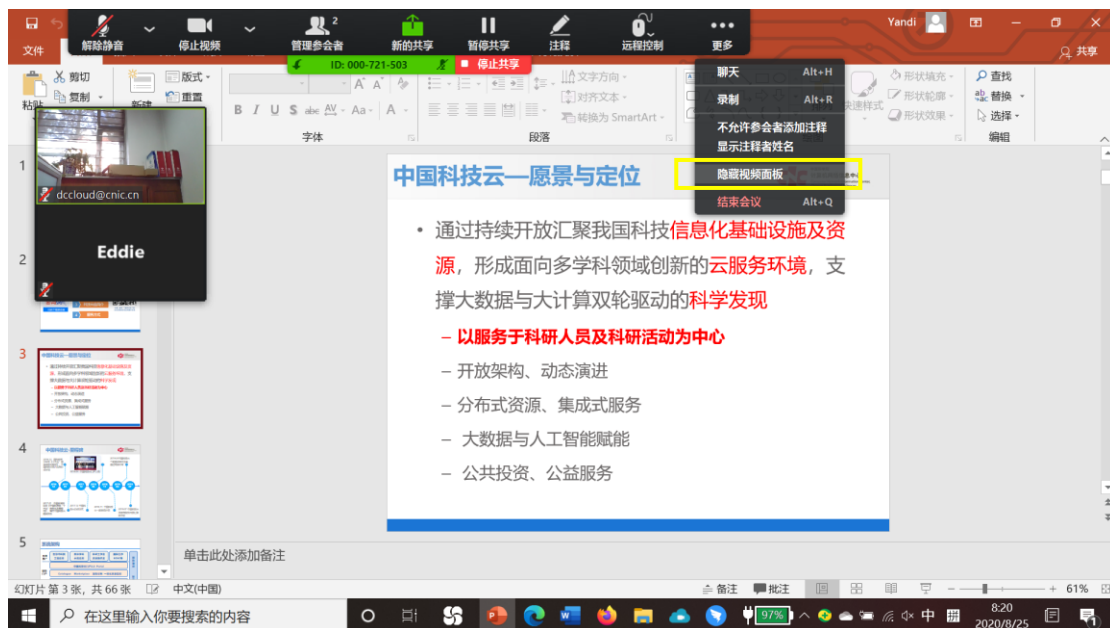 Yandi
解除静音
停止视频
2
管理参会者
新的共享
暂停共享
注释
远程控制
更多
文件
共享
ID: 000-721-503
停止共享
聊天 Alt+H
录制 Alt+R
不允许参会者添加注释
显示注释者姓名
隐藏视频面板
结束会议 Alt+Q
剪切
复制
粘贴
新建
版式
重置
B I U S abc AV Aa A
字体
文字方向
对齐文本
转换为 SmartArt
段落
快速样式
形状填充
形状轮廓
形状效果
查找
替换
选择
编辑
dccloud@cnic.cn
Eddie
1
2
3
4
5
中国科技云—愿景与定位
• 通过持续开放汇聚我国科技信息化基础设施及资
源，形成面向多学科领域创新的云服务环境，支
撑大数据与大计算双轮驱动的科学发现
– 以服务于科研人员及科研活动为中心
– 开放架构、动态演进
– 分布式资源、集成式服务
– 大数据与人工智能赋能
– 公共投资、公益服务
单击此处添加备注
幻灯片 第 3 张，共 66 张 中文(中国)
备注 批注 61%
在这里输入你要搜索的内容
97%
中
8:20
2020/8/25
1